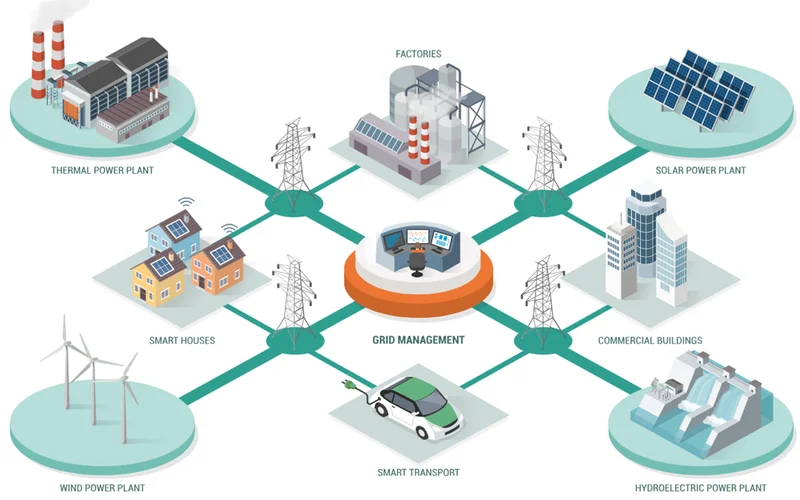 FACTORIES
THERMAL POWER PLANT
SOLAR POWER PLANT
SMART HOUSES
GRID MANAGEMENT
COMMERCIAL BUILDINGS
SMART TRANSPORT
WIND POWER PLANT
HYDROELECTRIC POWER PLANT